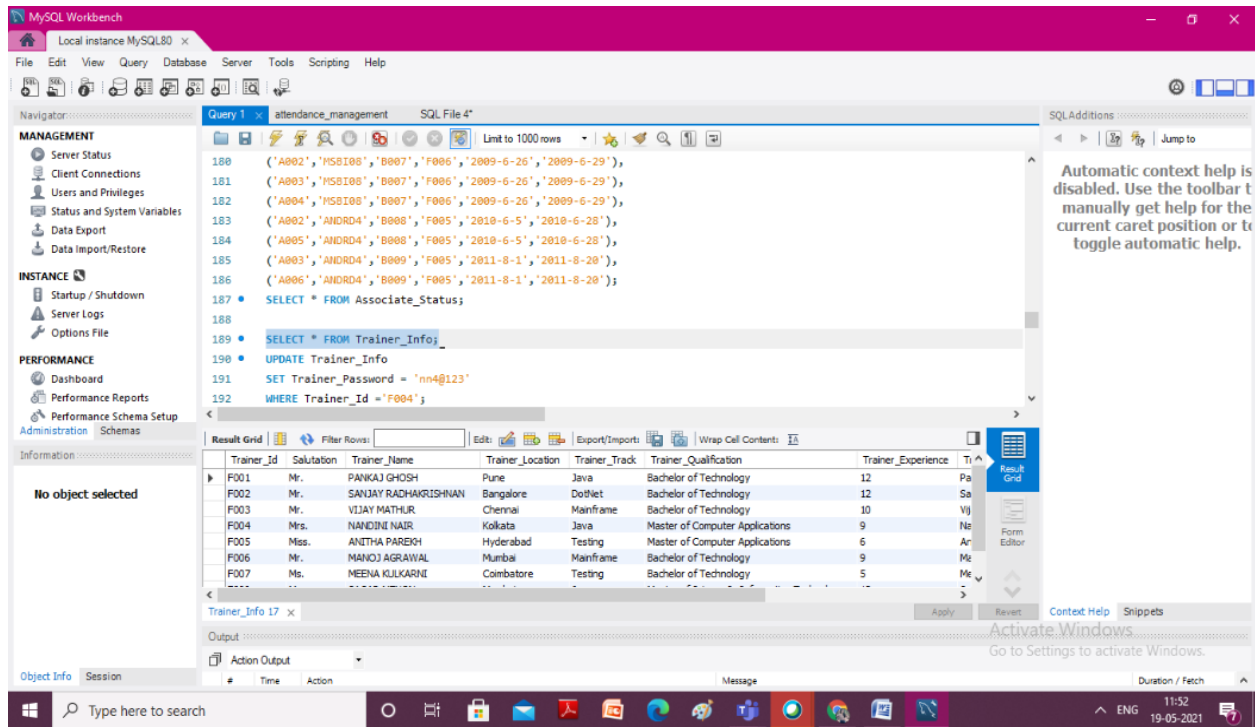 MySQL Workbench
Local instance MySQL80
File Edit View Query Database Server Tools Scripting Help
Navigator
MANAGEMENT
Server Status
Client Connections
Users and Privileges
Status and System Variables
Data Export
Data Import/Restore
INSTANCE
Startup / Shutdown
Server Logs
Options File
PERFORMANCE
Dashboard
Performance Reports
Performance Schema Setup
Administration Schemas
Information
No object selected
Object Info Session
Query 1 attendance_management SQL File 4*
Limit to 1000 rows
180 ('A002','MSBI08','B007','F006','2009-6-26','2009-6-29'),
181 ('A003','MSBI08','B007','F006','2009-6-26','2009-6-29'),
182 ('A004','MSBI08','B007','F006','2009-6-26','2009-6-29'),
183 ('A002','ANDRD4','B008','F005','2010-6-5','2010-6-28'),
184 ('A005','ANDRD4','B008','F005','2010-6-5','2010-6-28'),
185 ('A003','ANDRD4','B009','F005','2011-8-1','2011-8-20'),
186 ('A006','ANDRD4','B009','F005','2011-8-1','2011-8-20');
187 SELECT * FROM Associate_Status;
188
189 SELECT * FROM Trainer_Info;
190 UPDATE Trainer_Info
191 SET Trainer_Password = 'nn4@123'
192 WHERE Trainer_Id ='F004';
Result Grid Filter Rows: Edit: Export/Import: Wrap Cell Content:
Trainer_Id Salutation Trainer_Name Trainer_Location Trainer_Track Trainer_Qualification Trainer_Experience
F001 Mr. PANKAJ GHOSH Pune Java Bachelor of Technology 12 Pa
F002 Mr. SANJAY RADHAKRISHNAN Bangalore DotNet Bachelor of Technology 12 Sa
F003 Mr. VIJAY MATHUR Chennai Mainframe Bachelor of Technology 10 Vij
F004 Mrs. NANDINI NAIR Kolkata Java Master of Computer Applications 9 Na
F005 Miss. ANITHA PAREKH Hyderabad Testing Master of Computer Applications 6 An
F006 Mr. MANOJ AGRAWAL Mumbai Mainframe Bachelor of Technology 9 Ma
F007 Ms. MEENA KULKARNI Coimbatore Testing Bachelor of Technology 5 Me
Result Grid
Form Editor
Trainer_Info 17 Apply Revert
Output
Action Output
# Time Action Message Duration / Fetch
SQLAdditions
Jump to
Automatic context help is
disabled. Use the toolbar t
manually get help for the
current caret position or to
toggle automatic help.
Context Help Snippets
Activate Windows
Go to Settings to activate Windows.
Type here to search
ENG
11:52
19-05-2021